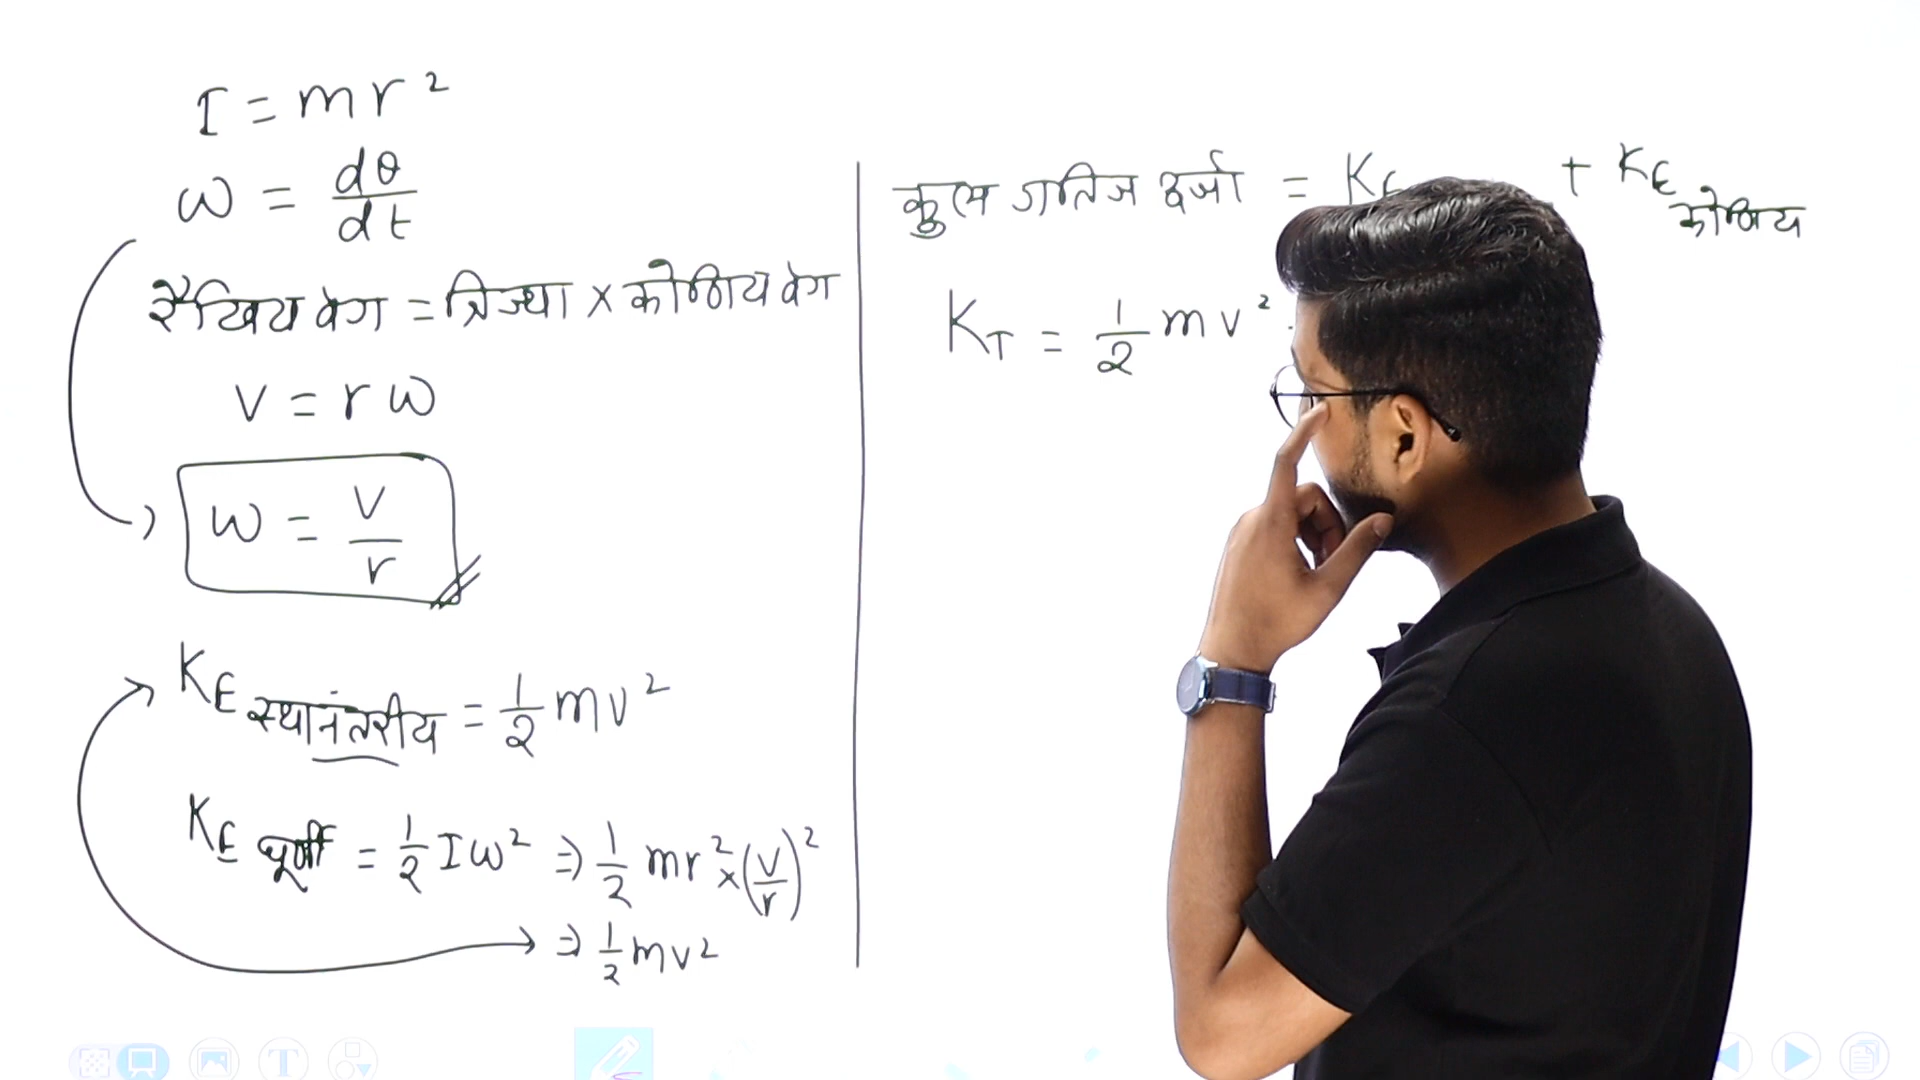 I = mr²
ω = dθ/dt
रैखिय वेग = त्रिज्या × कोणीय वेग
v = rω
ω = v/r
KE स्थानंतरीय = 1/2 mv²
KE घूर्णी = 1/2 Iω² ⇒ 1/2 mr² × (v/r)²
⇒ 1/2 mv²
कुल गतिज ऊर्जा = KE + KE कोणीय
KT = 1/2 mv²
T